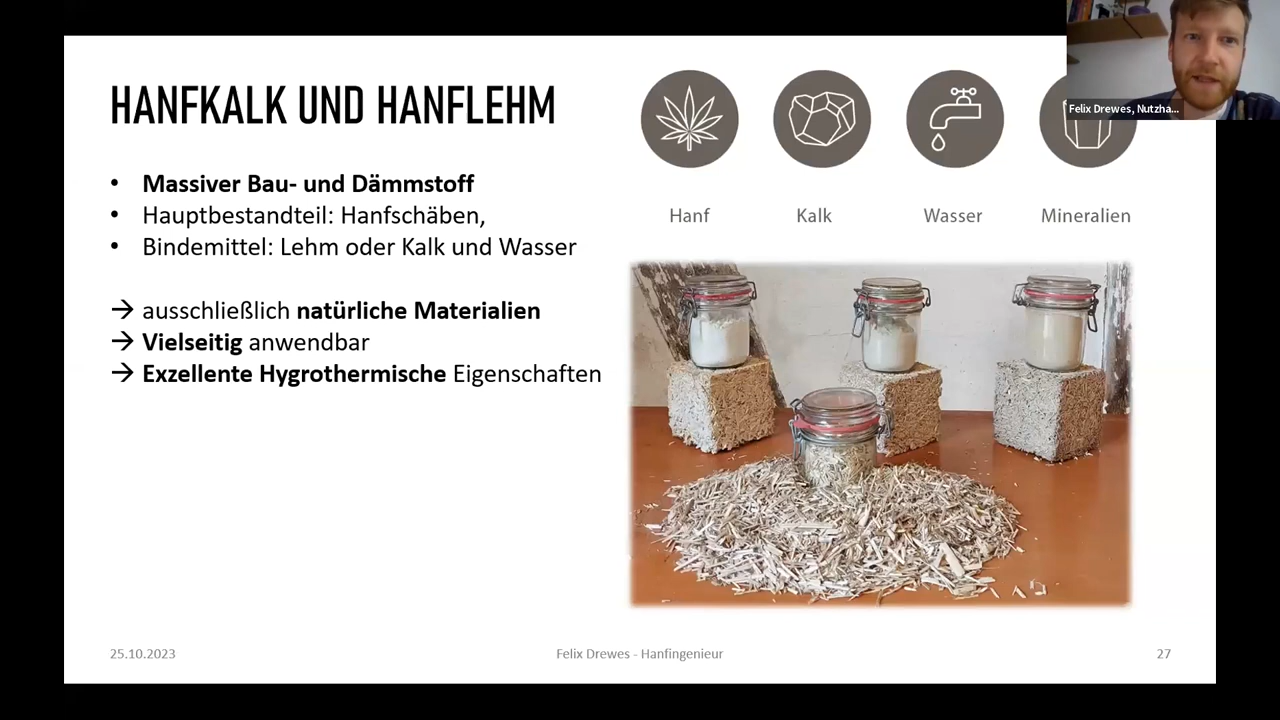 HANFKALK UND HANFLEHM
• Massiver Bau- und Dämmstoff
• Hauptbestandteil: Hanfschäben,
• Bindemittel: Lehm oder Kalk und Wasser
→ ausschließlich natürliche Materialien
→ Vielseitig anwendbar
→ Exzellente Hygrothermische Eigenschaften
Hanf Kalk Wasser Mineralien
Felix Drewes, Nutzha...
25.10.2023 Felix Drewes - Hanfingenieur 27